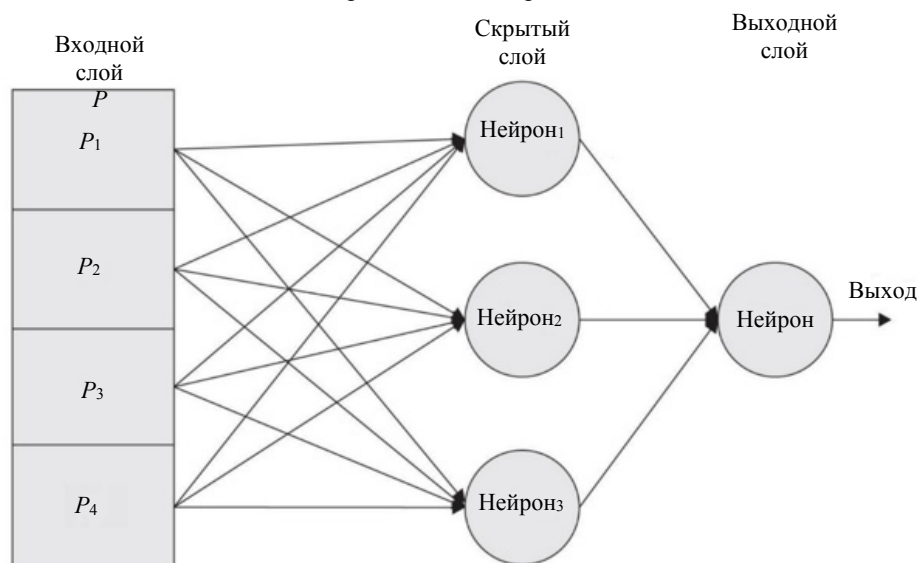 Входной
слой
P
P1
P2
P3
P4
Скрытый
слой
Нейрон1
Нейрон2
Нейрон3
Выходной
слой
Нейрон
Выход